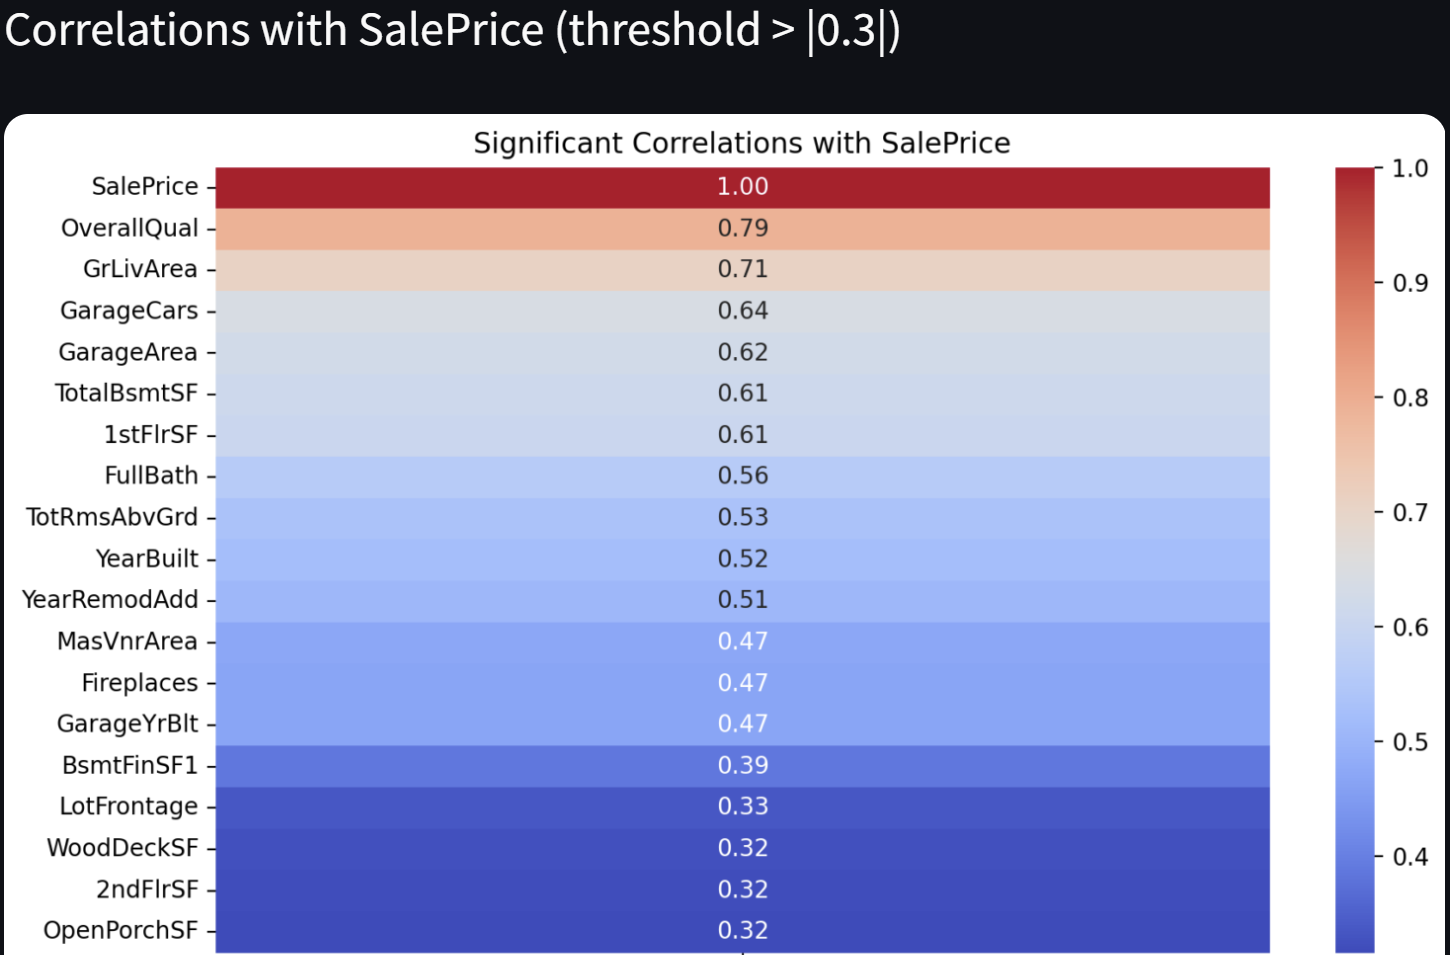 Correlations with SalePrice (threshold > |0.3|)
Significant Correlations with SalePrice
SalePrice 1.00
OverallQual 0.79
GrLivArea 0.71
GarageCars 0.64
GarageArea 0.62
TotalBsmtSF 0.61
1stFlrSF 0.61
FullBath 0.56
TotRmsAbvGrd 0.53
YearBuilt 0.52
YearRemodAdd 0.51
MasVnrArea 0.47
Fireplaces 0.47
GarageYrBlt 0.47
BsmtFinSF1 0.39
LotFrontage 0.33
WoodDeckSF 0.32
2ndFlrSF 0.32
OpenPorchSF 0.32
1.0
0.9
0.8
0.7
0.6
0.5
0.4